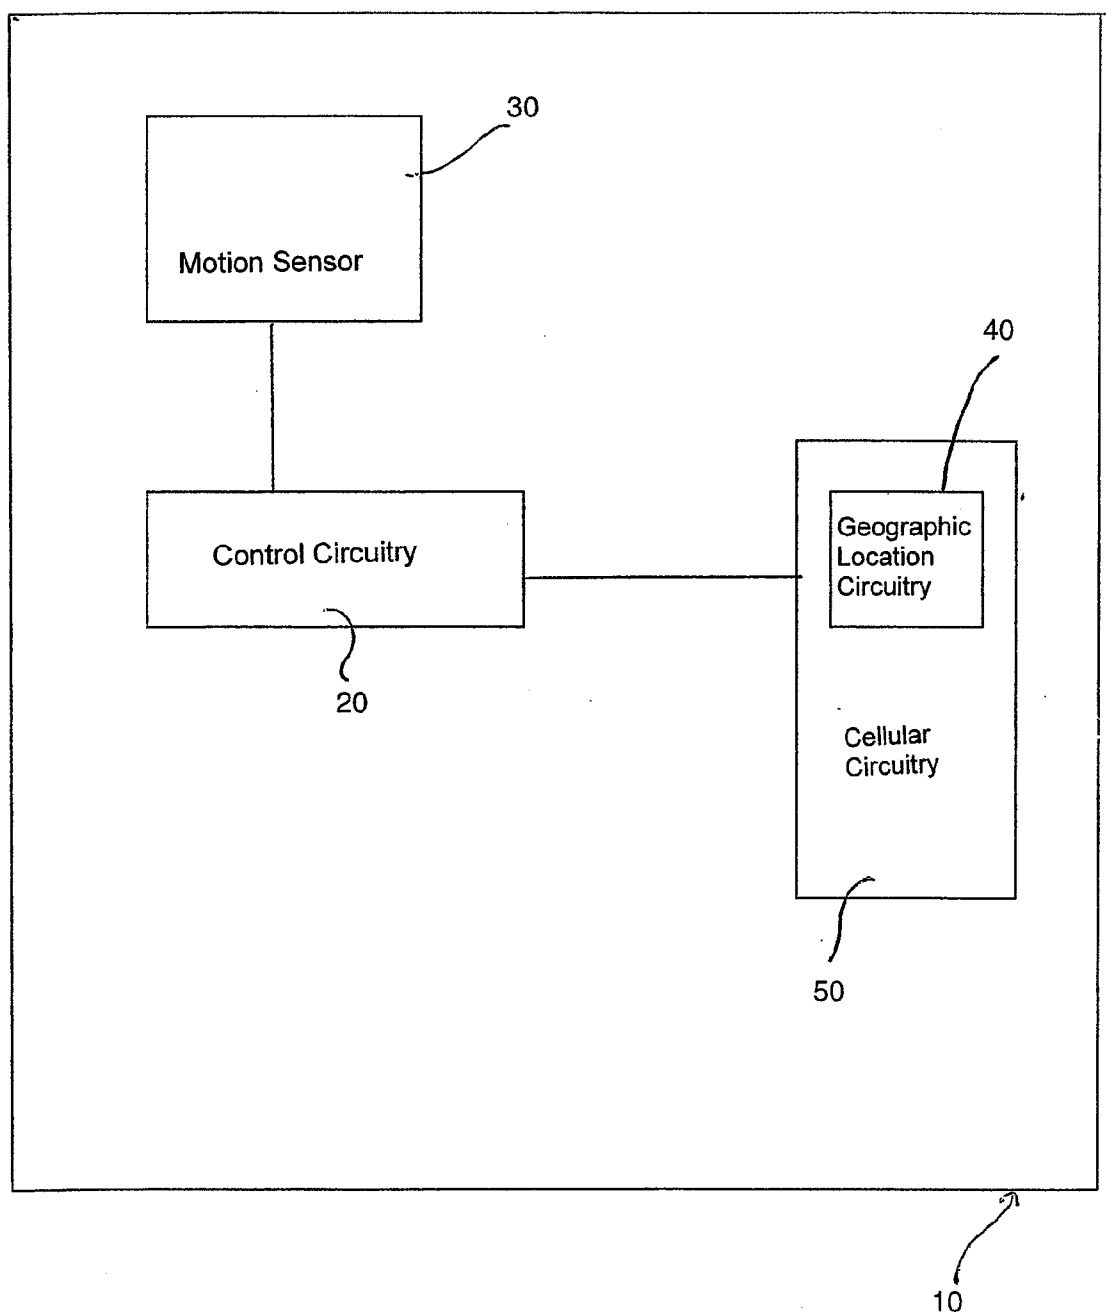 30
Motion Sensor
40
Geographic
Location
Circuitry
Control Circuitry
20
Cellular
Circuitry
50
10